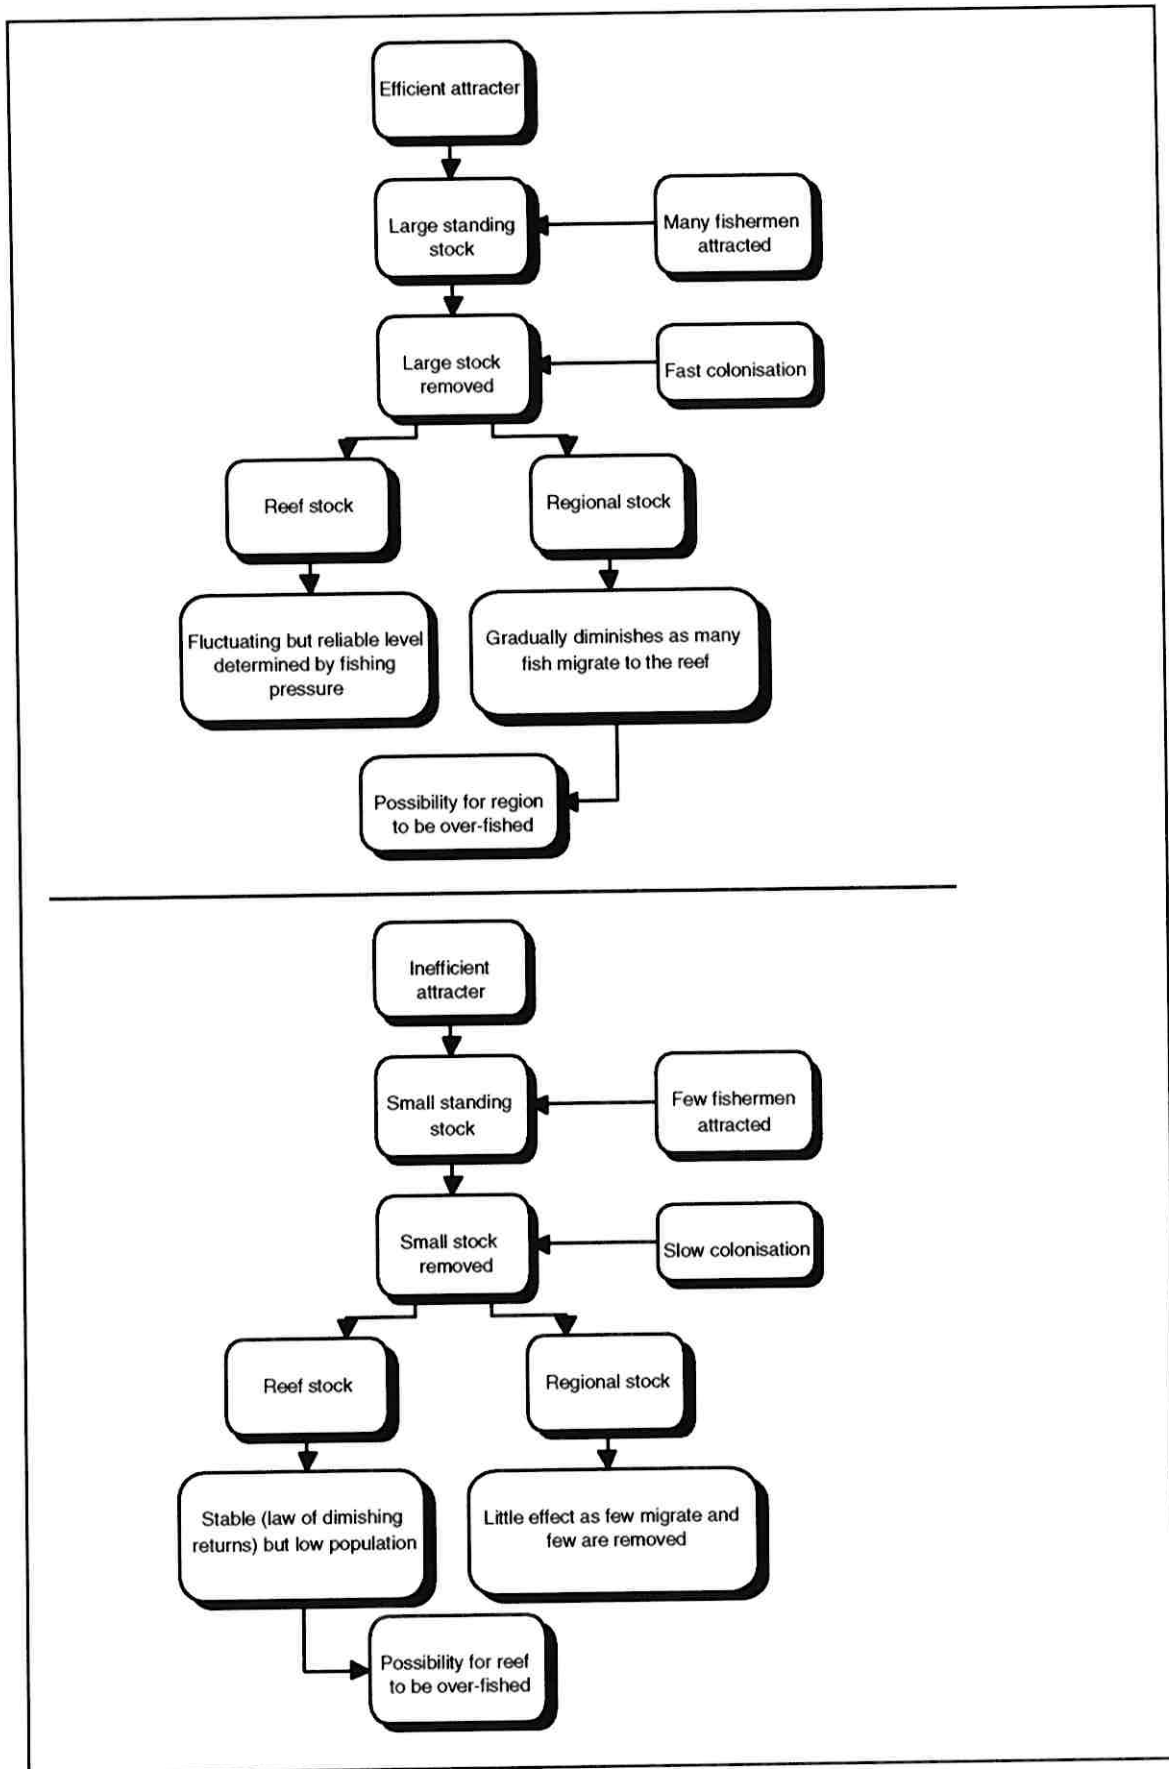 Efficient attracter
Large standing
stock
Many fishermen
attracted
Large stock
removed
Fast colonisation
Reef stock
Regional stock
Fluctuating but reliable level
determined by fishing
pressure
Gradually diminishes as many
fish migrate to the reef
Possibility for region
to be over-fished
Inefficient
attracter
Small standing
stock
Few fishermen
attracted
Small stock
removed
Slow colonisation
Reef stock
Regional stock
Stable (law of dimishing
returns) but low population
Little effect as few migrate and
few are removed
Possibility for reef
to be over-fished